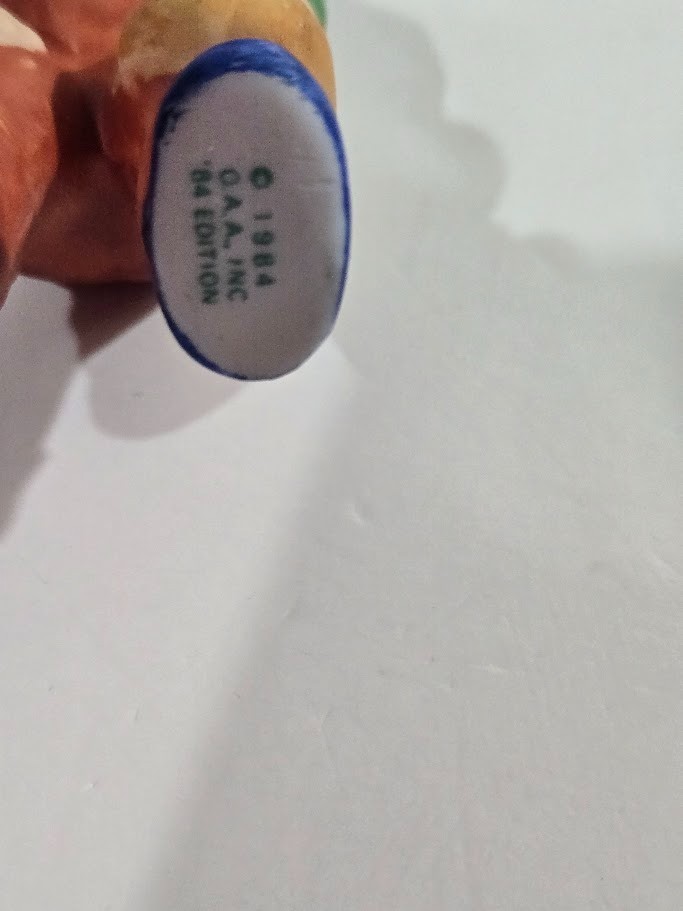 © 1984
O.A.A., INC
'84 EDITION